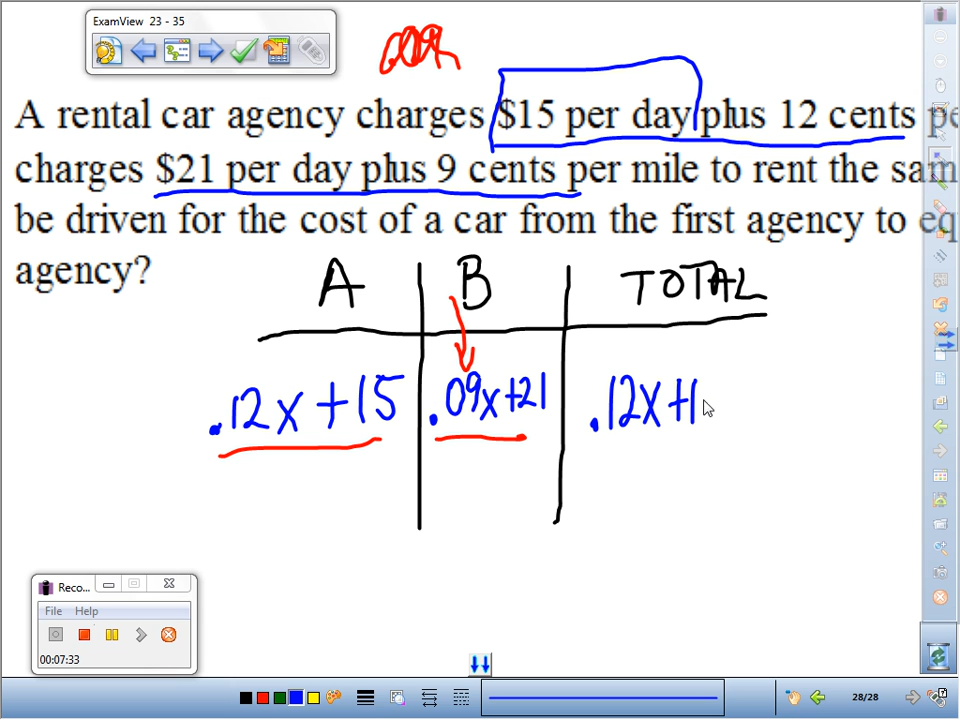 ExamView 23 - 35
A rental car agency charges $15 per day plus 12 cents pe
charges $21 per day plus 9 cents per mile to rent the sam
be driven for the cost of a car from the first agency to eq
agency?
A B TOTAL
.12x + 15 .09x+21 .12x+1
Reco...
File Help
00:07:33
28/28